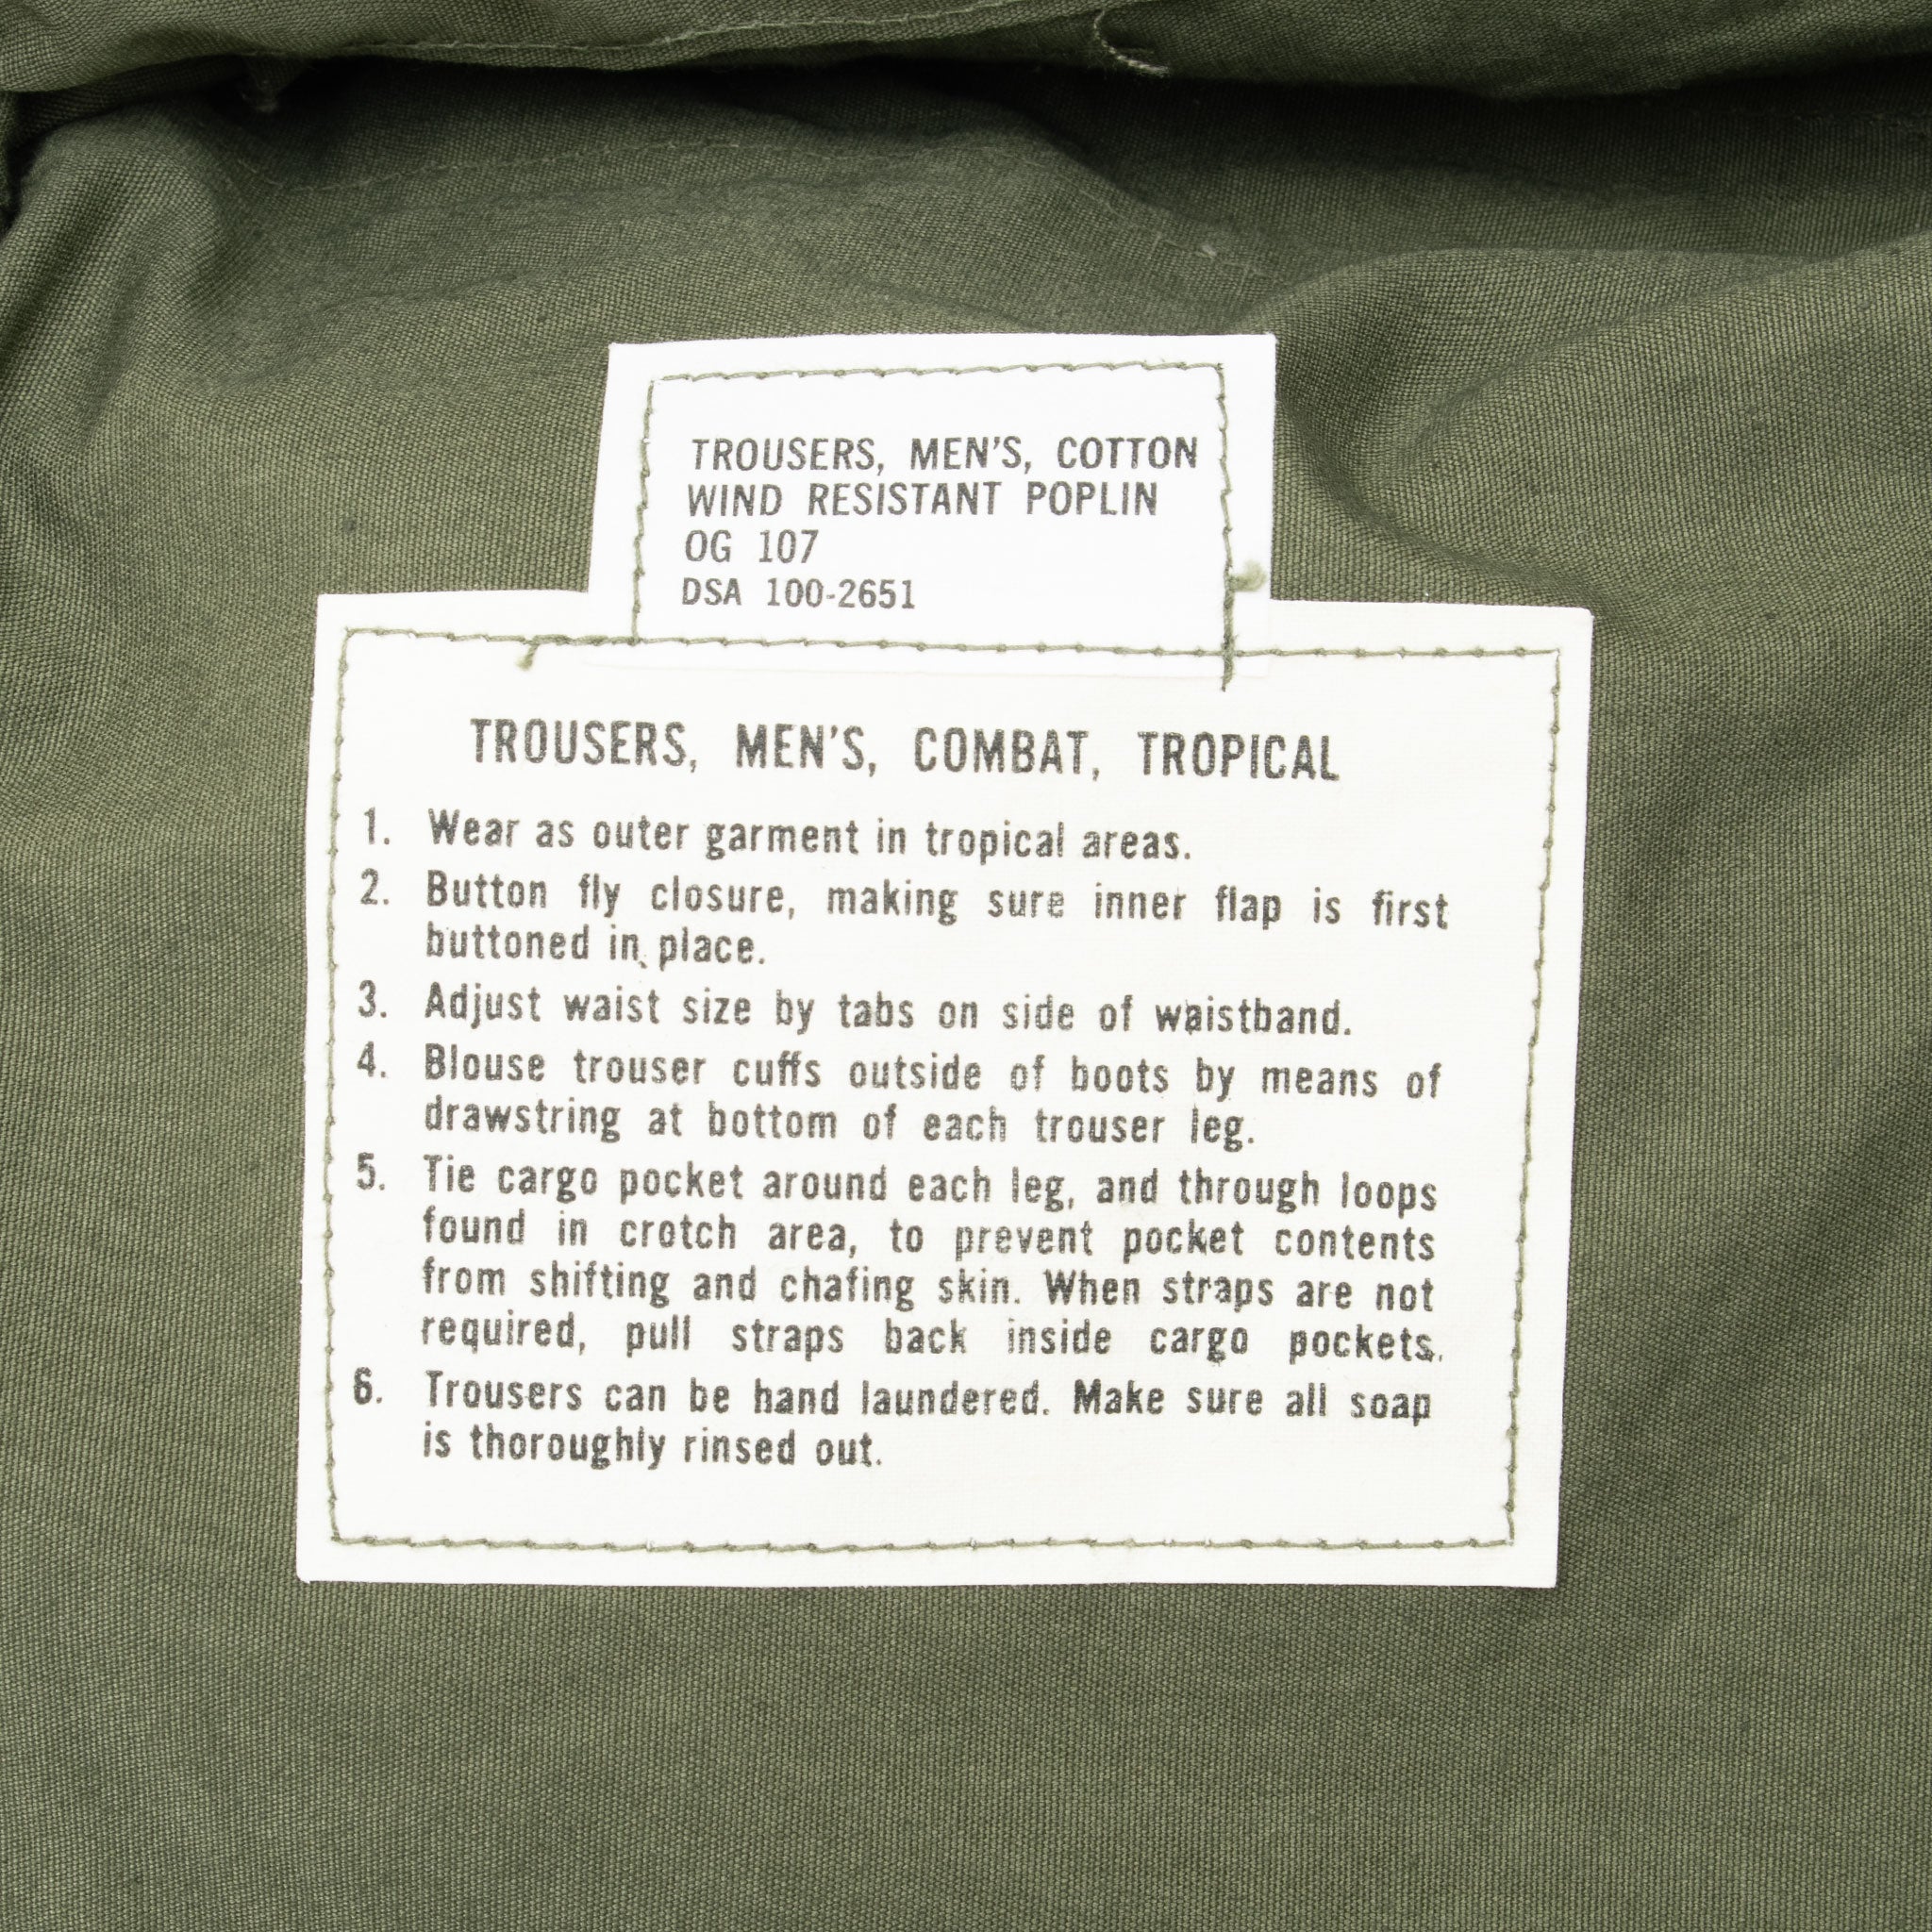 TROUSERS, MEN'S, COTTON
WIND RESISTANT POPLIN
OG 107
DSA 100-2651
TROUSERS, MEN'S, COMBAT, TROPICAL
1. Wear as outer garment in tropical areas.
2. Button fly closure, making sure inner flap is first
buttoned in place.
3. Adjust waist size by tabs on side of waistband.
4. Blouse trouser cuffs outside of boots by means of
drawstring at bottom of each trouser leg.
5. Tie cargo pocket around each leg, and through loops
found in crotch area, to prevent pocket contents
from shifting and chafing skin. When straps are not
required, pull straps back inside cargo pockets.
6. Trousers can be hand laundered. Make sure all soap
is thoroughly rinsed out.